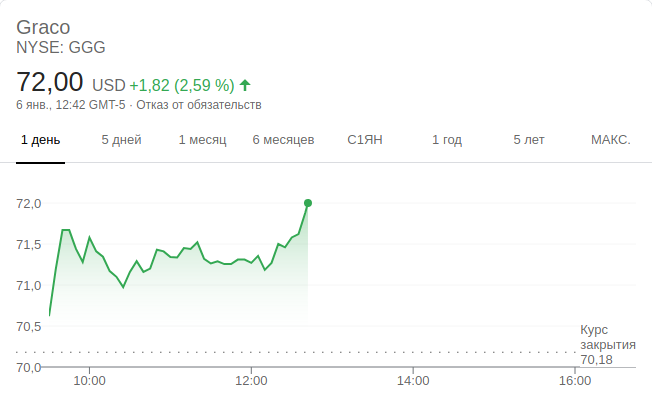 Graco
NYSE: GGG
72,00 USD +1,82 (2,59 %)
6 янв., 12:42 GMT-5 · Отказ от обязательств
1 день 5 дней 1 месяц 6 месяцев С1ЯН 1 год 5 лет МАКС.
72,0
71,5
71,0
70,5
70,0
Курс
закрытия
70,18
10:00 12:00 14:00 16:00